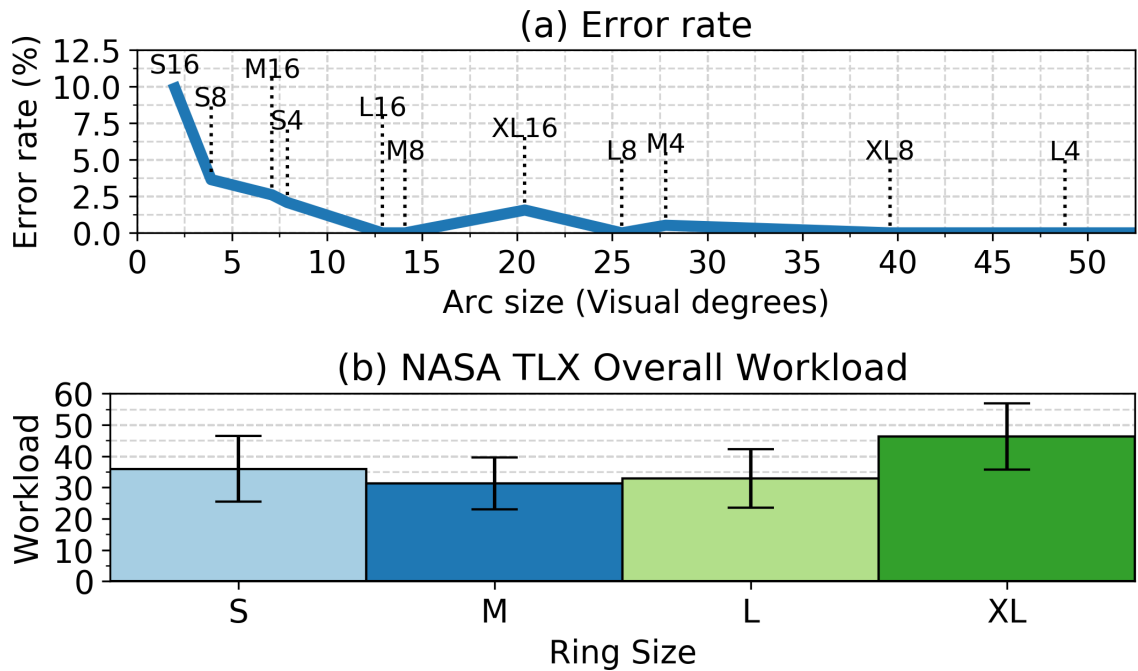 (a) Error rate
Error rate (%)
12.5
10.0
7.5
5.0
2.5
0.0
S16
S8
M16
S4
L16
M8
XL16
L8
M4
XL8
L4
0 5 10 15 20 25 30 35 40 45 50
Arc size (Visual degrees)
(b) NASA TLX Overall Workload
Workload
60
50
40
30
20
10
0
S M L XL
Ring Size